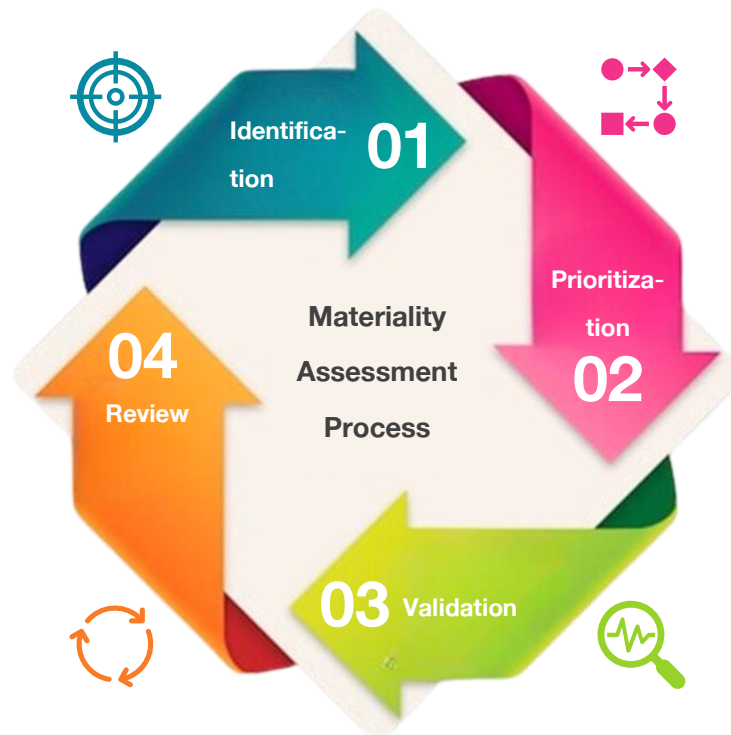 Identifica-
tion
01
Prioritiza-
tion
02
Materiality
Assessment
Process
03 Validation
04
Review